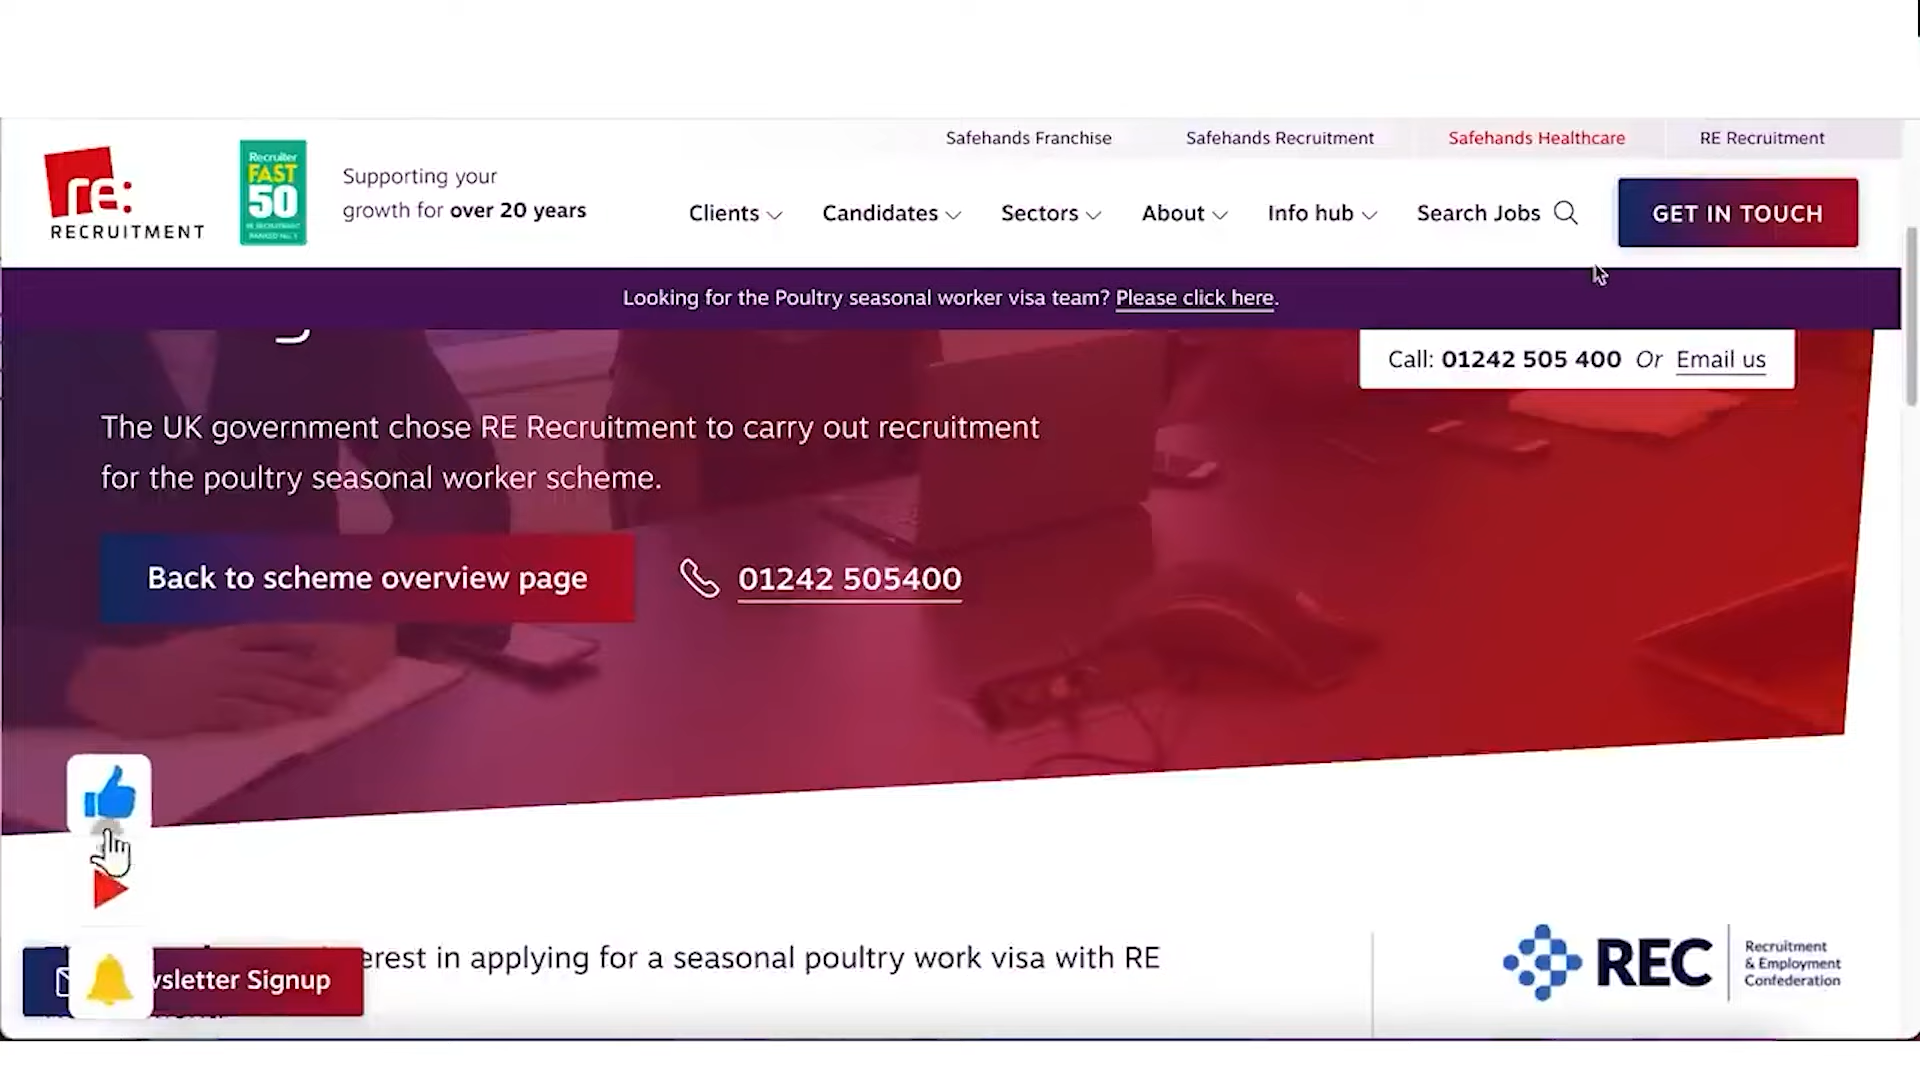 Safehands Franchise
Safehands Recruitment
Safehands Healthcare
RE Recruitment
re:
RECRUITMENT
Recruiter
FAST
50
Supporting your
growth for over 20 years
Clients
Candidates
Sectors
About
Info hub
Search Jobs
GET IN TOUCH
Looking for the Poultry seasonal worker visa team? Please click here.
Call: 01242 505 400 Or Email us
The UK government chose RE Recruitment to carry out recruitment
for the poultry seasonal worker scheme.
Back to scheme overview page
01242 505400
erest in applying for a seasonal poultry work visa with RE
wsletter Signup
REC
Recruitment
& Employment
Confederation